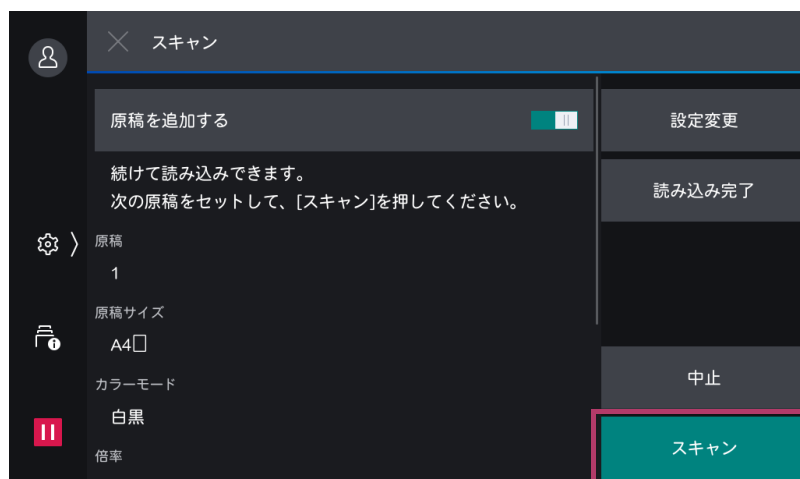 スキャン
原稿を追加する
続けて読み込みできます。
次の原稿をセットして、[スキャン]を押してください。
原稿
1
原稿サイズ
A4
カラーモード
白黒
倍率
設定変更
読み込み完了
中止
スキャン